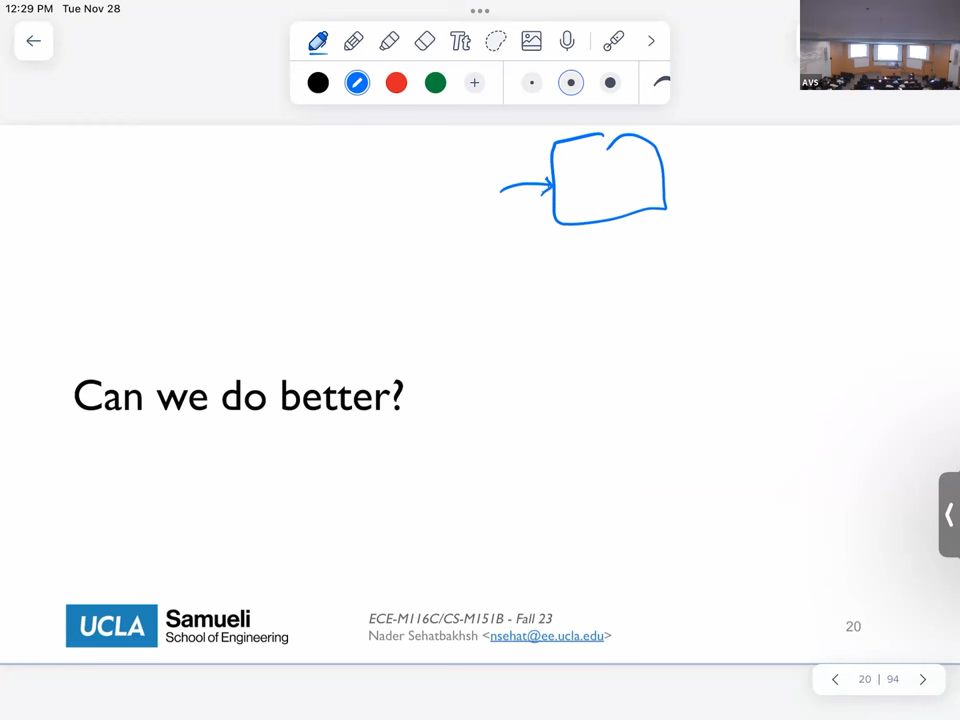 12:29 PM Tue Nov 28
Tt
AVS
Can we do better?
UCLA Samueli
School of Engineering
ECE-M116C/CS-M151B - Fall 23
Nader Sehatbakhsh <nsehat@ee.ucla.edu>
20
20 | 94